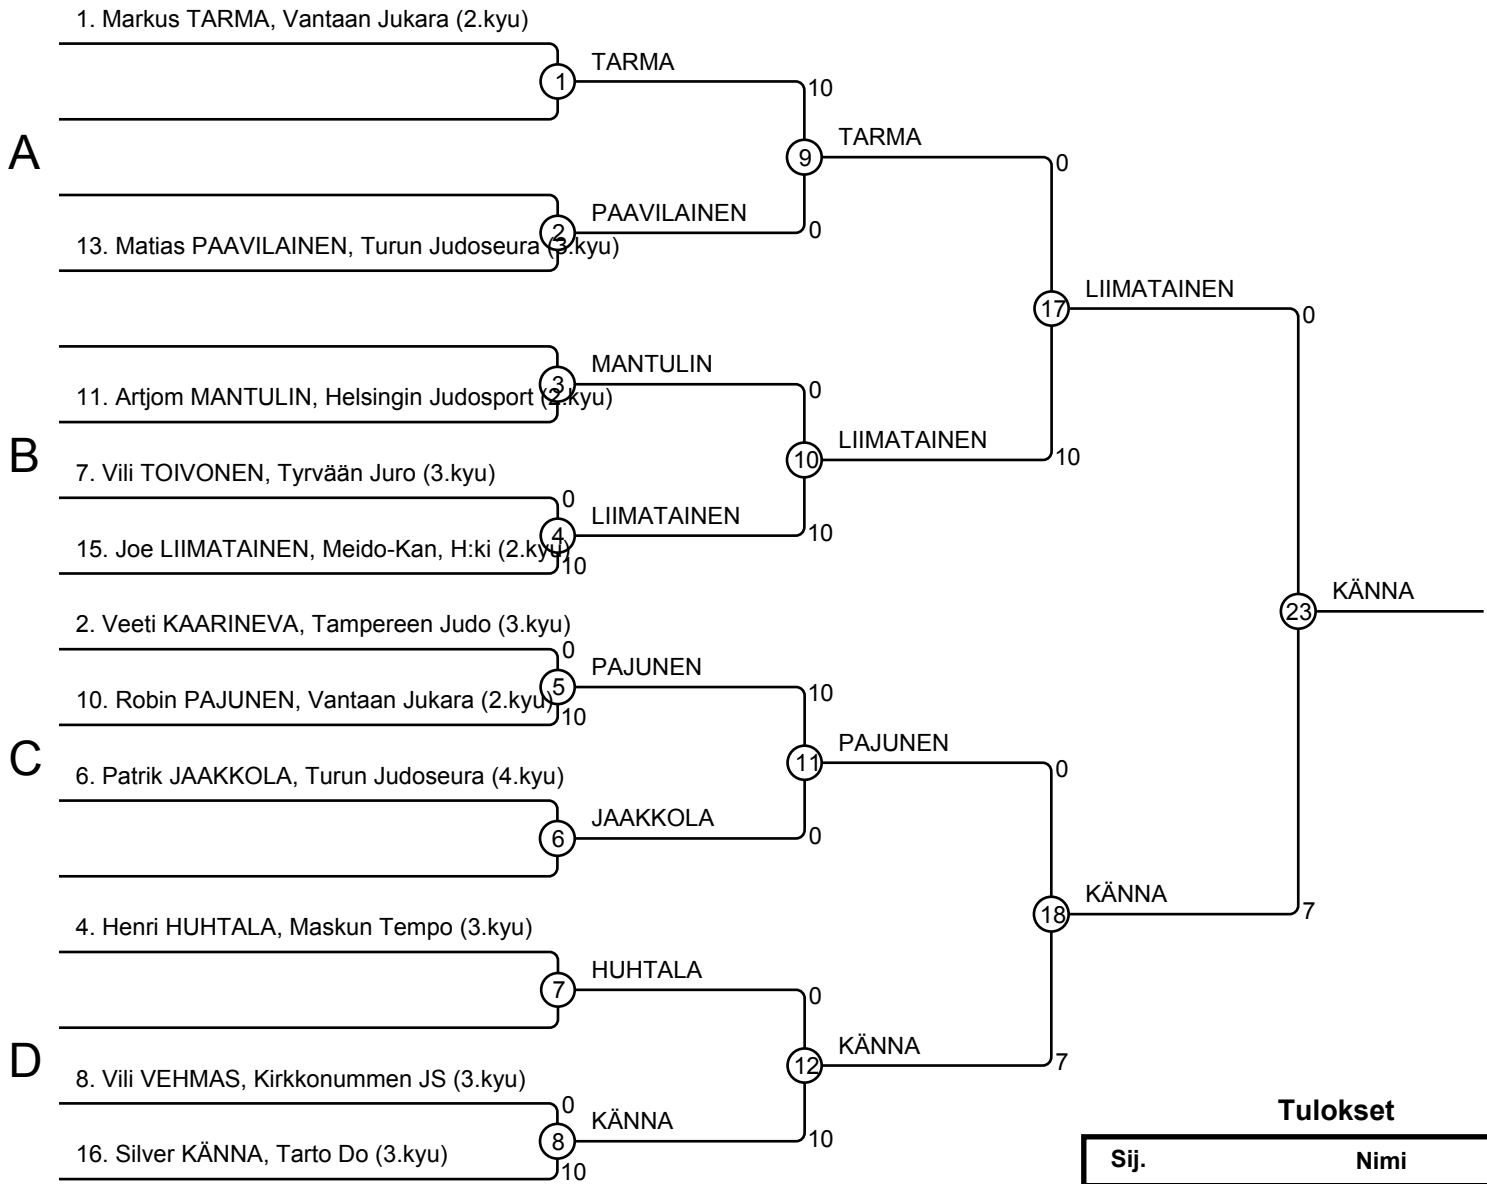 1. Markus TARMA, Vantaan Jukara (2.kyu)
TARMA
1
10
A
TARMA
9
0
PAAVILAINEN
2
0
13. Matias PAAVILAINEN, Turun Judoseura (3.kyu)
LIIMATAINEN
17
0
MANTULIN
3
0
11. Artjom MANTULIN, Helsingin Judosport (2.kyu)
B
LIIMATAINEN
10
10
7. Vili TOIVONEN, Tyrvään Juro (3.kyu)
0
LIIMATAINEN
4
10
15. Joe LIIMATAINEN, Meido-Kan, H:ki (2.kyu)
10
KÄNNA
23
2. Veeti KAARINEVA, Tampereen Judo (3.kyu)
0
PAJUNEN
5
10
10. Robin PAJUNEN, Vantaan Jukara (2.kyu)
10
C
PAJUNEN
11
0
6. Patrik JAAKKOLA, Turun Judoseura (4.kyu)
JAAKKOLA
6
0
KÄNNA
18
7
4. Henri HUHTALA, Maskun Tempo (3.kyu)
HUHTALA
7
0
D
KÄNNA
12
7
8. Vili VEHMAS, Kirkkonummen JS (3.kyu)
0
KÄNNA
8
10
16. Silver KÄNNA, Tarto Do (3.kyu)
10
Tulokset
Sij. Nimi